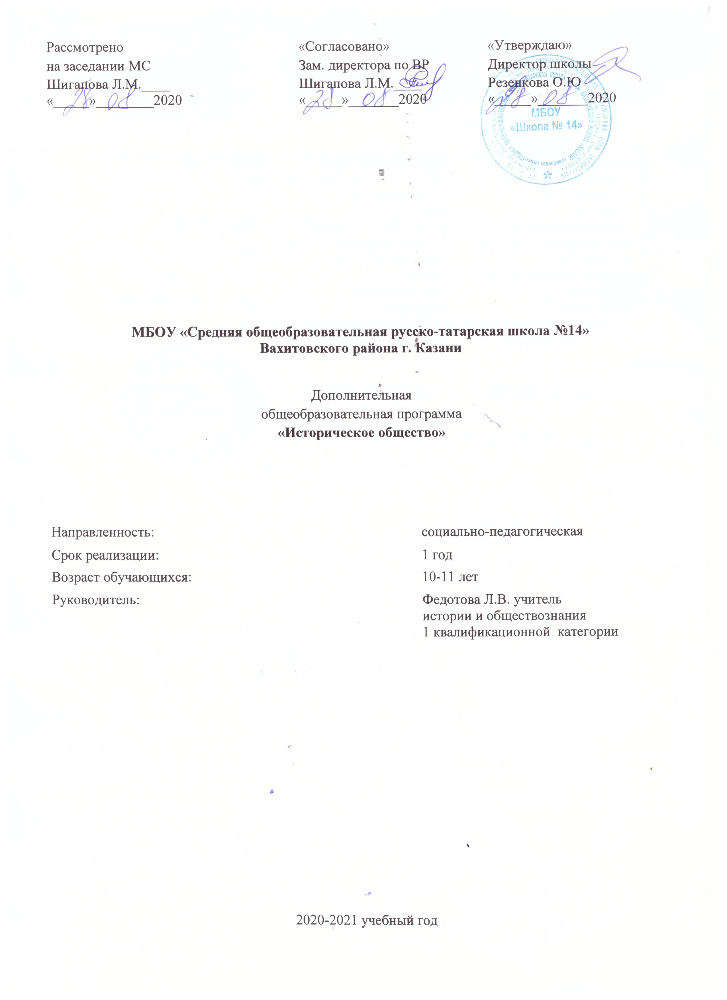 Рассмотрено
на заседании МС
Шигапова Л.М.____
«28» 08 2020
«Согласовано»
Зам. директора по ВР
Шигапова Л.М.____
«28» 08 2020
«Утверждаю»
Директор школы
Резенкова О.Ю
«28» 08 2020
МБОУ
«Школа № 14»
ИНН 1655039811
МБОУ «Средняя общеобразовательная русско-татарская школа №14»
Вахитовского района г. Казани
Дополнительная
общеобразовательная программа
«Историческое общество»
Направленность: социально-педагогическая
Срок реализации: 1 год
Возраст обучающихся: 10-11 лет
Руководитель: Федотова Л.В. учитель
истории и обществознания
1 квалификационной категории
2020-2021 учебный год